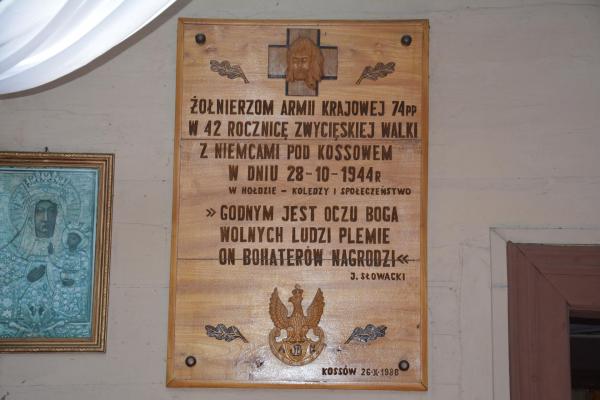 ŻOŁNIERZOM ARMII KRAJOWEJ 74PP
W 42 ROCZNICĘ ZWYCIĘSKIEJ WALKI
Z NIEMCAMI POD KOSSOWEM
W DNIU 28-10-1944R
W HOŁDZIE - KOLEDZY I SPOŁECZEŃSTWO
»GODNYM JEST OCZU BOGA
WOLNYCH LUDZI PLEMIE
ON BOHATERÓW NAGRODZI«
J. SŁOWACKI
KOSSÓW 26-X-1986